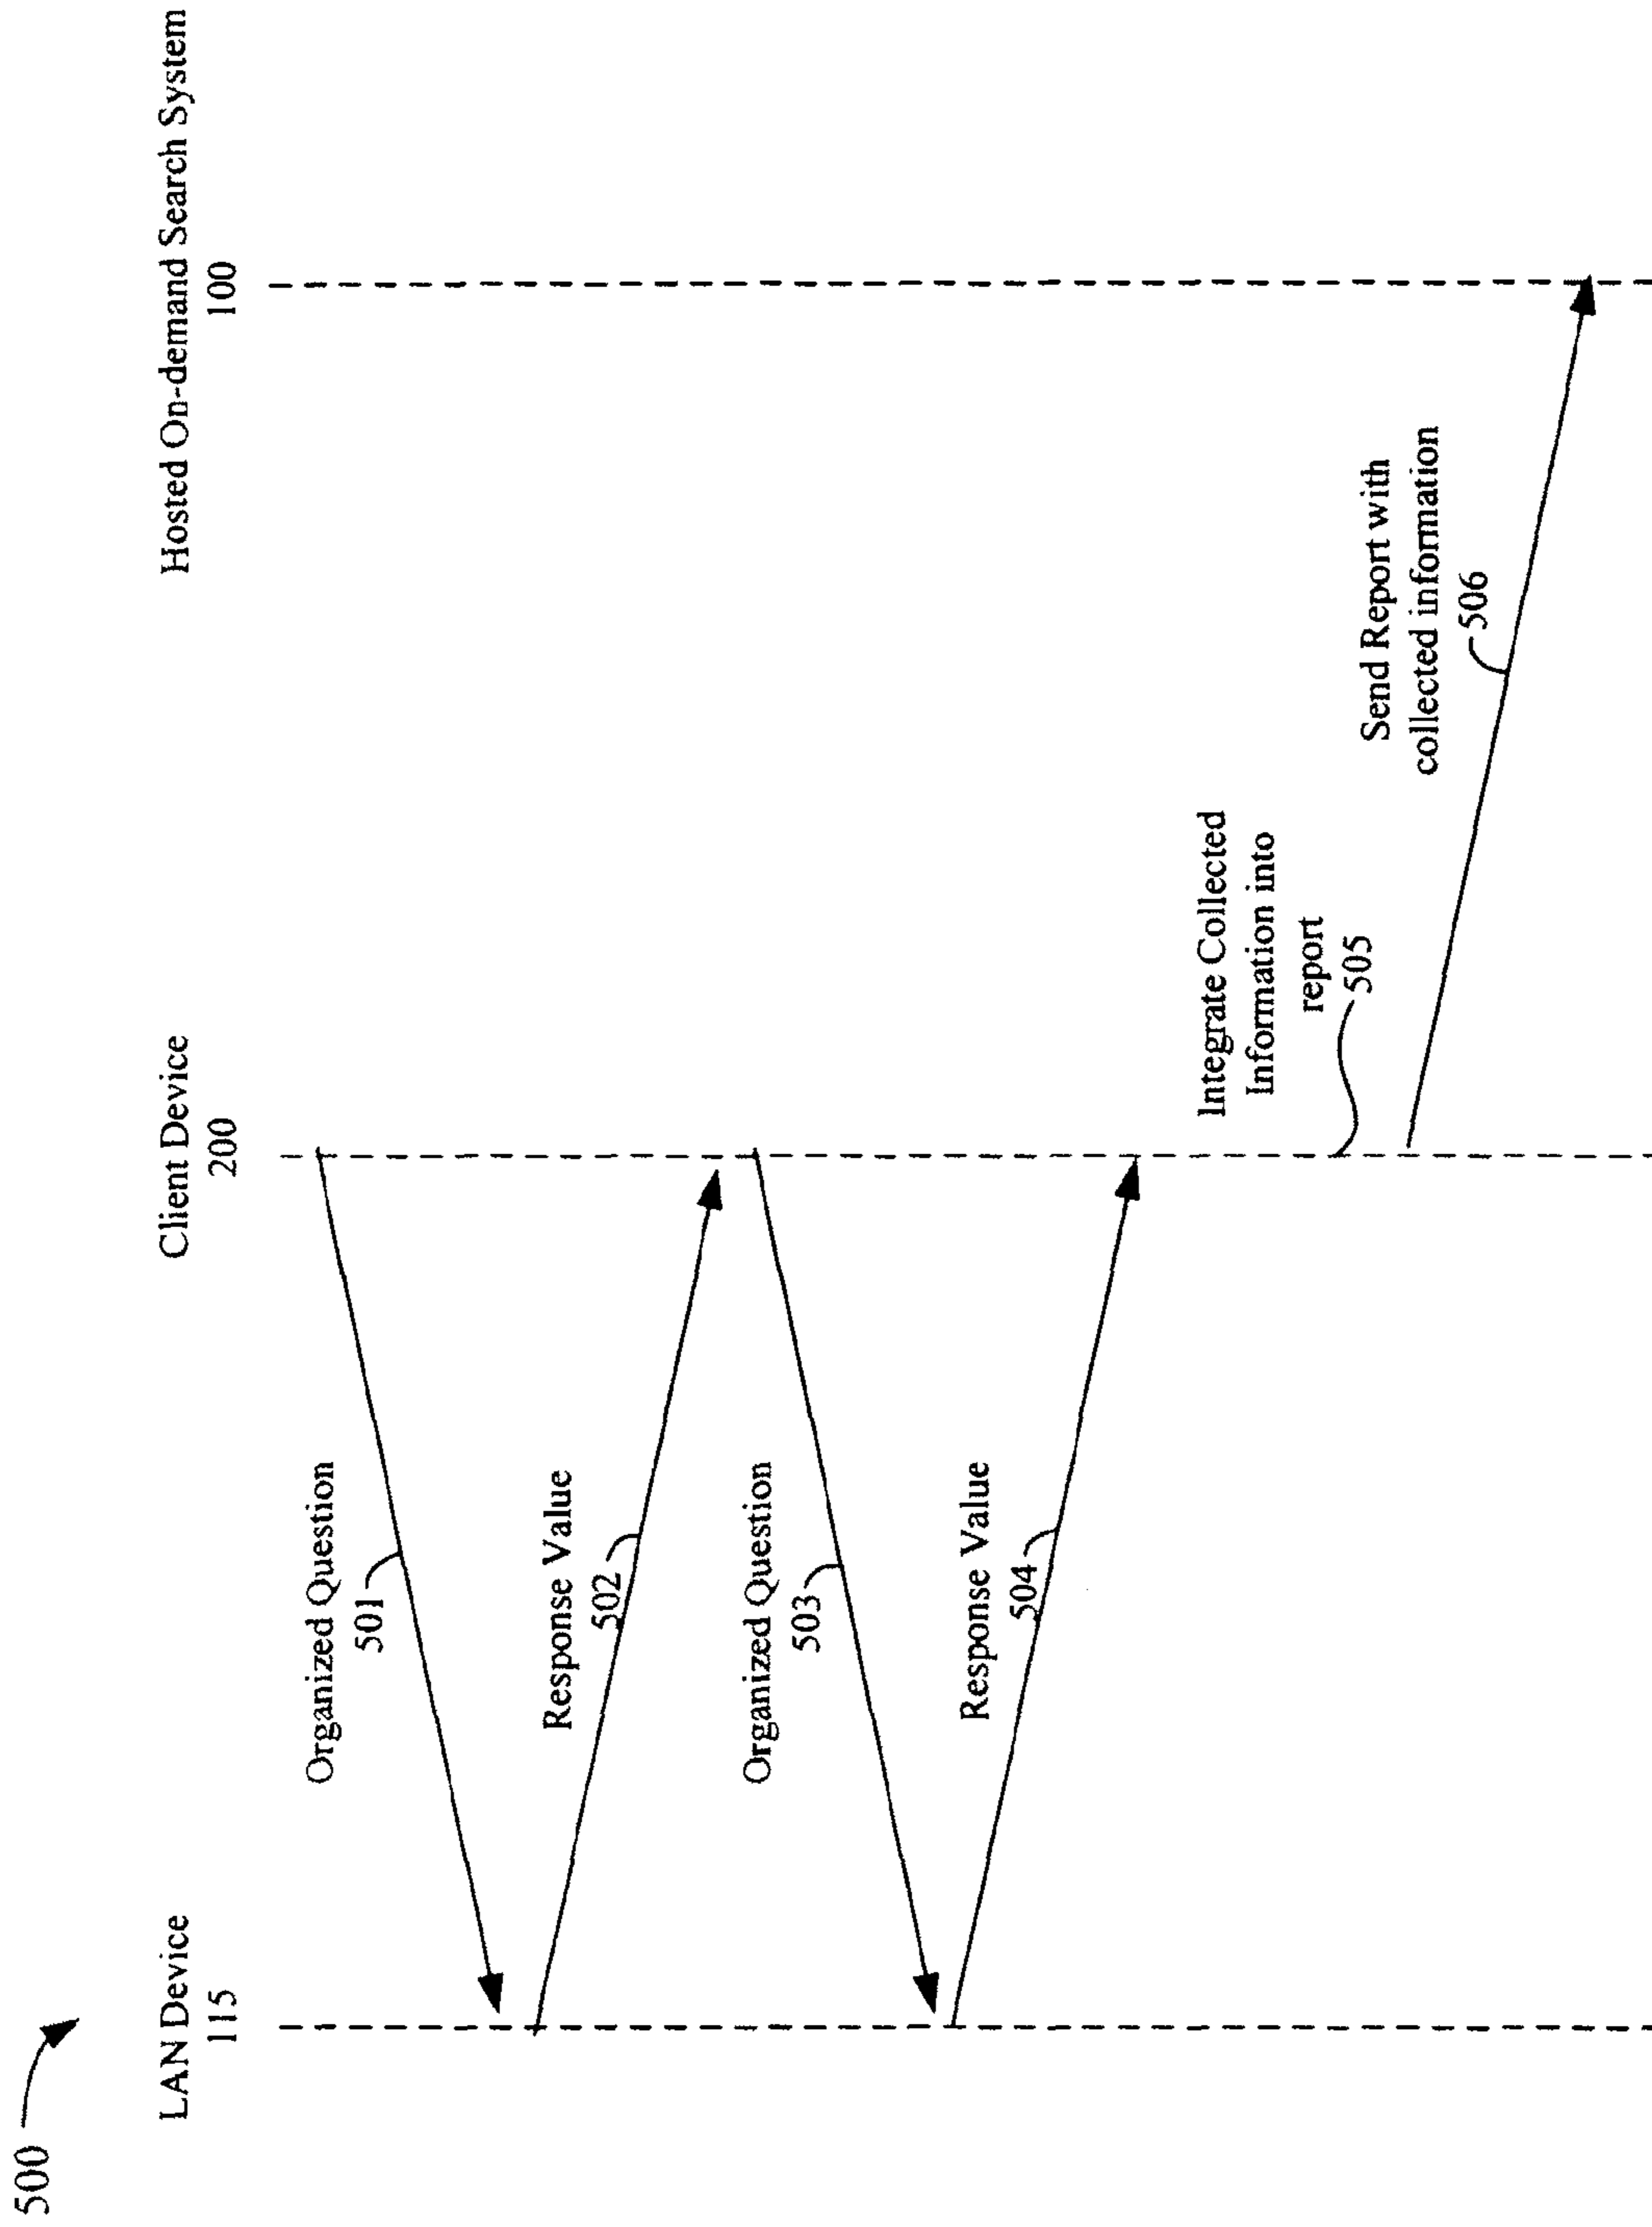 500
LAN Device
115
Client Device
200
Hosted On-demand Search System
100
Organized Question
501
Response Value
502
Organized Question
503
Response Value
504
Integrate Collected
Information into
report
505
Send Report with
collected information
506